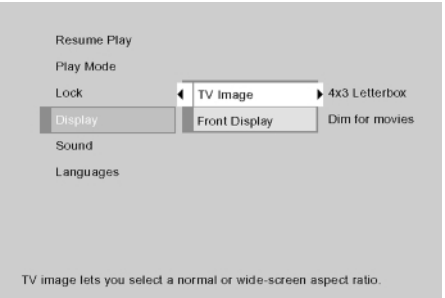 Resume Play
Play Mode
Lock
TV Image
4x3 Letterbox
Display
Front Display
Dim for movies
Sound
Languages
TV image lets you select a normal or wide-screen aspect ratio.